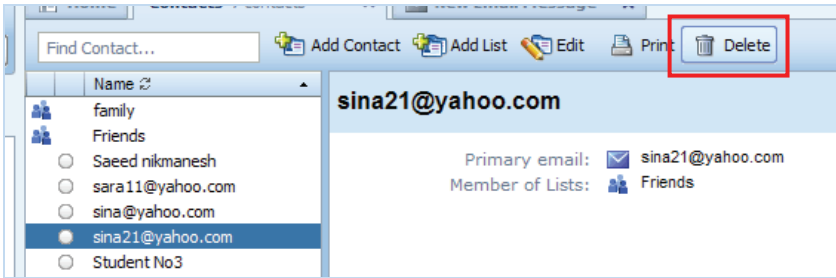 Find Contact... Add Contact Add List Edit Print Delete
Name
family
Friends
Saeed nikmanesh
sara11@yahoo.com
sina@yahoo.com
sina21@yahoo.com
Student No3
sina21@yahoo.com
Primary email: sina21@yahoo.com
Member of Lists: Friends